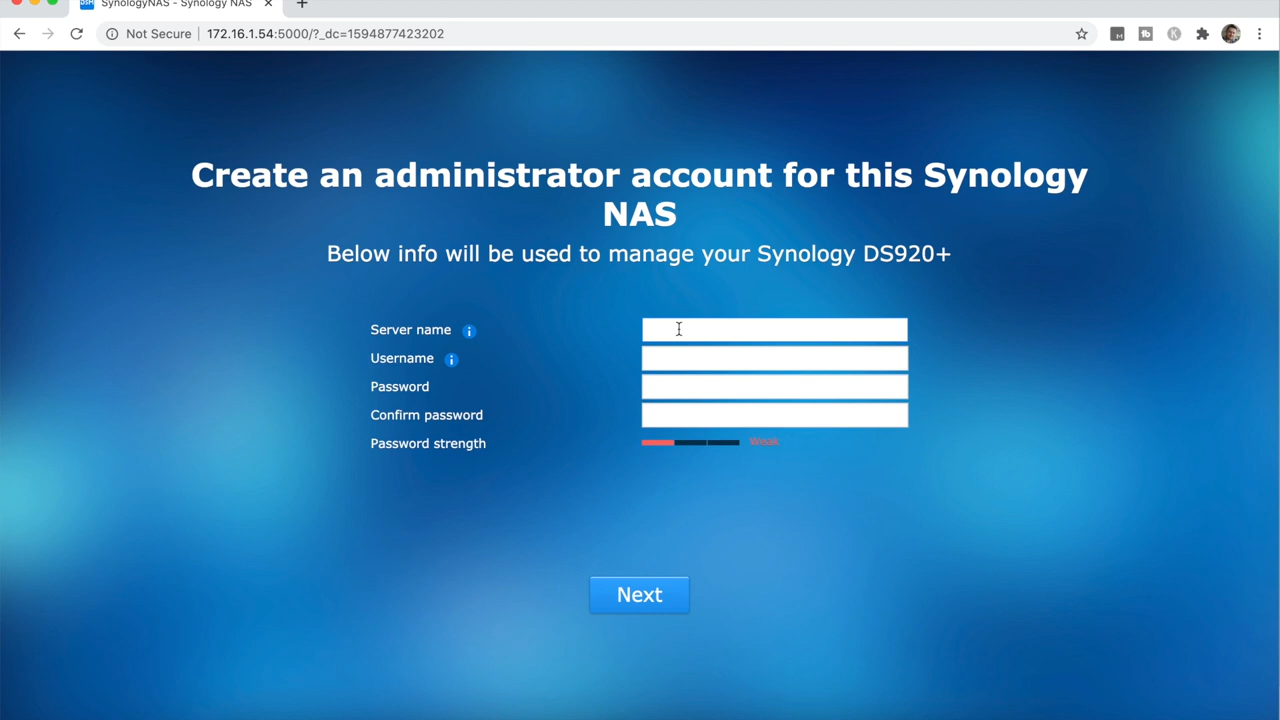 SynologyNAS - Synology NAS
Not Secure 172.16.1.54:5000/?_dc=1594877423202
Create an administrator account for this Synology
NAS
Below info will be used to manage your Synology DS920+
Server name
Username
Password
Confirm password
Password strength Weak
Next